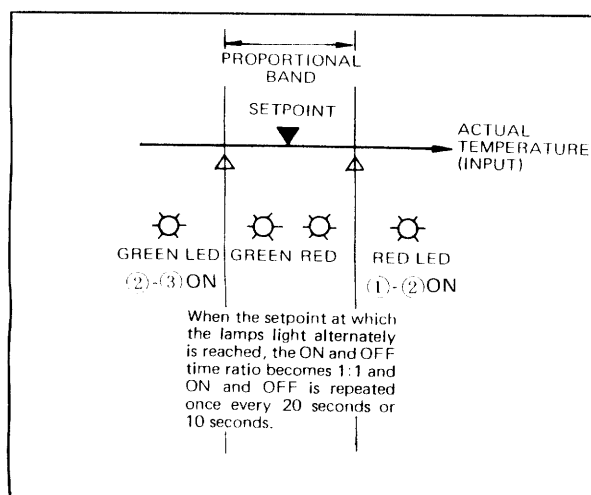 PROPORTIONAL
BAND
SETPOINT
ACTUAL
TEMPERATURE
(INPUT)
GREEN LED
②-③ON
GREEN RED
RED LED
①-②ON
When the setpoint at which
the lamps light alternately
is reached, the ON and OFF
time ratio becomes 1:1 and
ON and OFF is repeated
once every 20 seconds or
10 seconds.